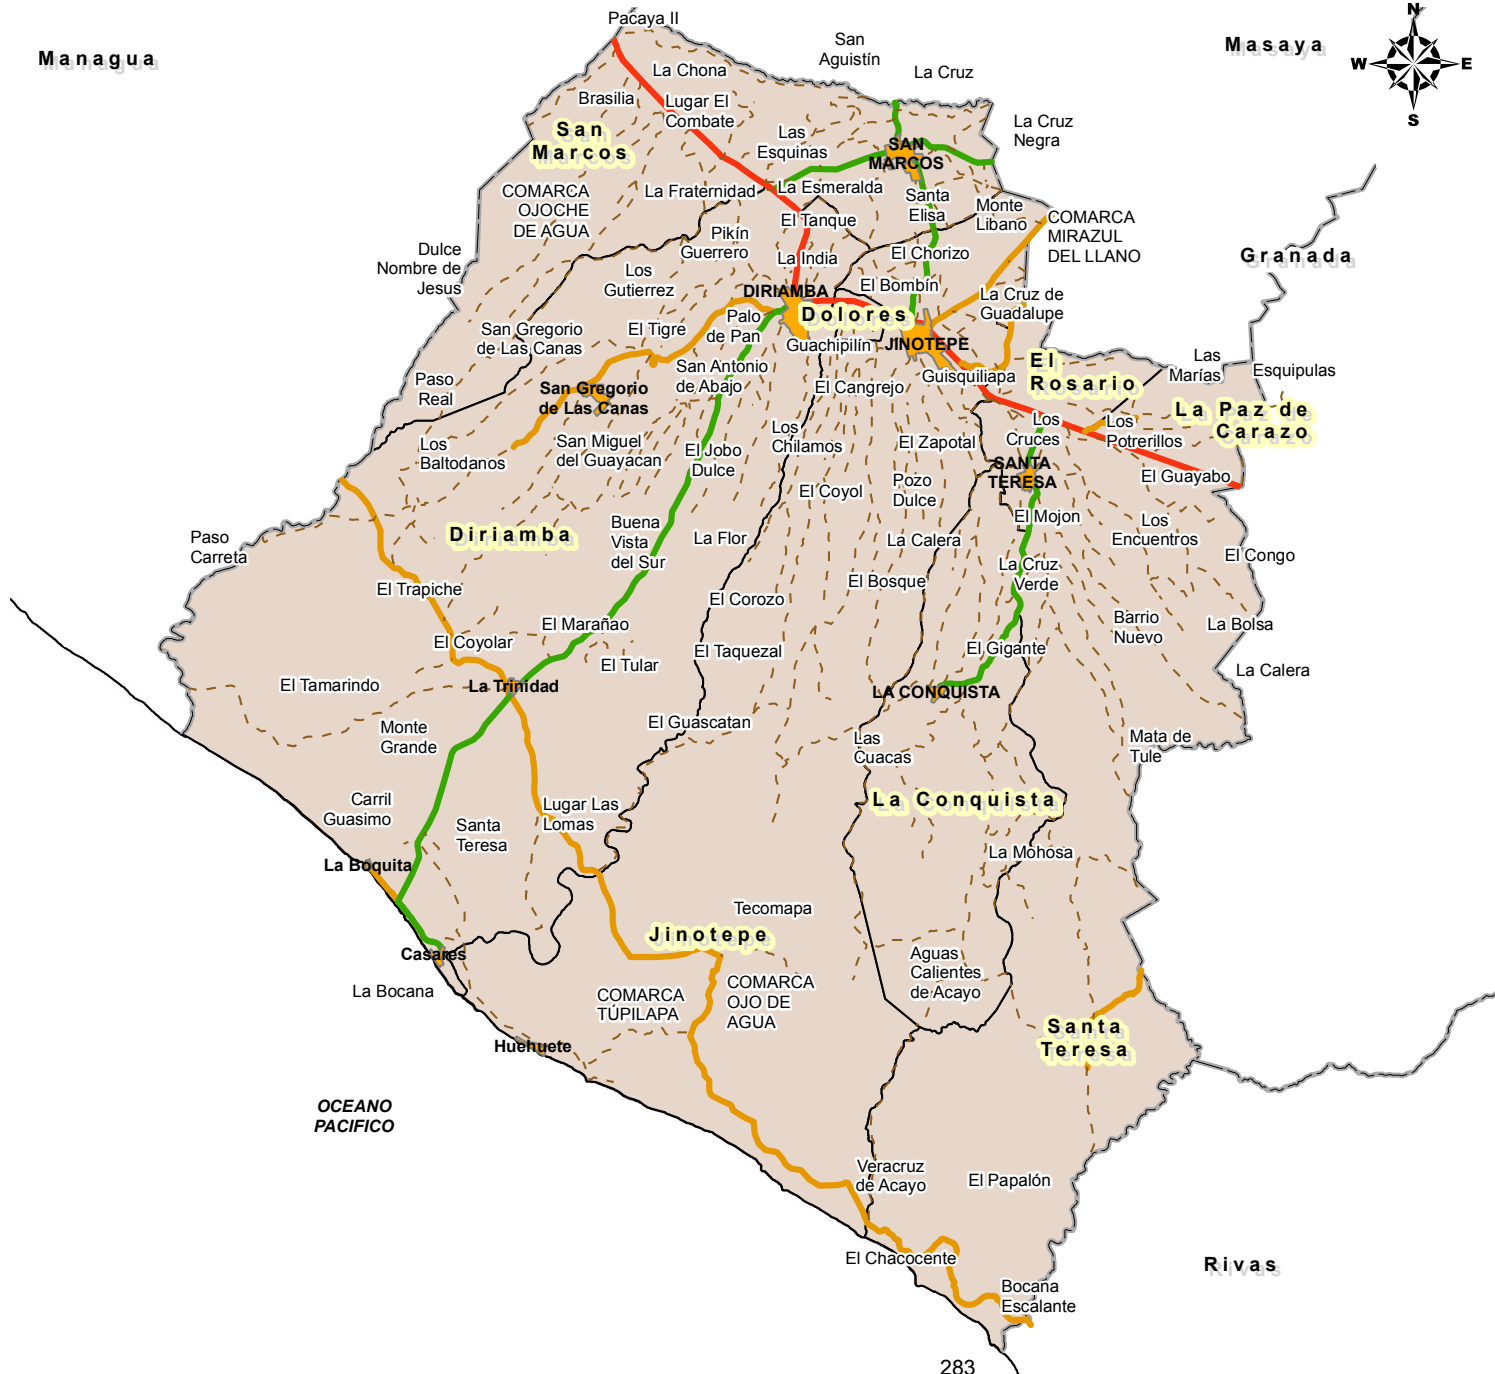 Pacaya II
N
Managua
San
Aguistín
Masaya
W
E
S
La Chona
La Cruz
Brasilia
Lugar El
Combate
La Cruz
Negra
San
Marcos
Las
Esquinas
SAN
MARCOS
COMARCA
OJOCHE
DE AGUA
La Fraternidad
La Esmeralda
Santa
Elisa
Monte
Libano
El Tanque
COMARCA
MIRAZUL
DEL LLANO
Pikín
Guerrero
Dulce
Nombre de
Jesus
La India
El Chorizo
Granada
Los
Gutierrez
DIRIAMBA
El Bombín
La Cruz de
Guadalupe
San Gregorio
de Las Canas
El Tigre
Palo
de Pan
Dolores
Guachipilín
JINOTEPE
El
Rosario
Las
Marías
Esquipulas
Paso
Real
San Gregorio
de Las Canas
San Antonio
de Abajo
El Cangrejo
Guisquiliapa
La Paz de
Carazo
Los
Baltodanos
San Miguel
del Guayacan
El Jobo
Dulce
Los
Chilamos
El Zapotal
Los
Cruces
Los
Potrerillos
SANTA
TERESA
El Guayabo
El Coyol
Pozo
Dulce
Paso
Carreta
Diriamba
Buena
Vista
del Sur
La Flor
La Calera
El Mojon
Los
Encuentros
El Congo
El Trapiche
El Corozo
El Bosque
La Cruz
Verde
El Coyolar
El Marañao
Barrio
Nuevo
La Bolsa
El Tular
El Taquezal
El Gigante
El Tamarindo
La Trinidad
LA CONQUISTA
La Calera
Monte
Grande
El Guascatan
Las
Cuacas
Mata de
Tule
Carril
Guasimo
Santa
Teresa
Lugar Las
Lomas
La Conquista
La Boquita
La Mohosa
Tecomapa
Jinotepe
Casares
Aguas
Calientes
de Acayo
La Bocana
COMARCA
TÚPILAPA
COMARCA
OJO DE
AGUA
Huehuete
Santa
Teresa
OCEANO
PACIFICO
Veracruz
de Acayo
El Papalón
El Chacocente
Rivas
Bocana
Escalante
283